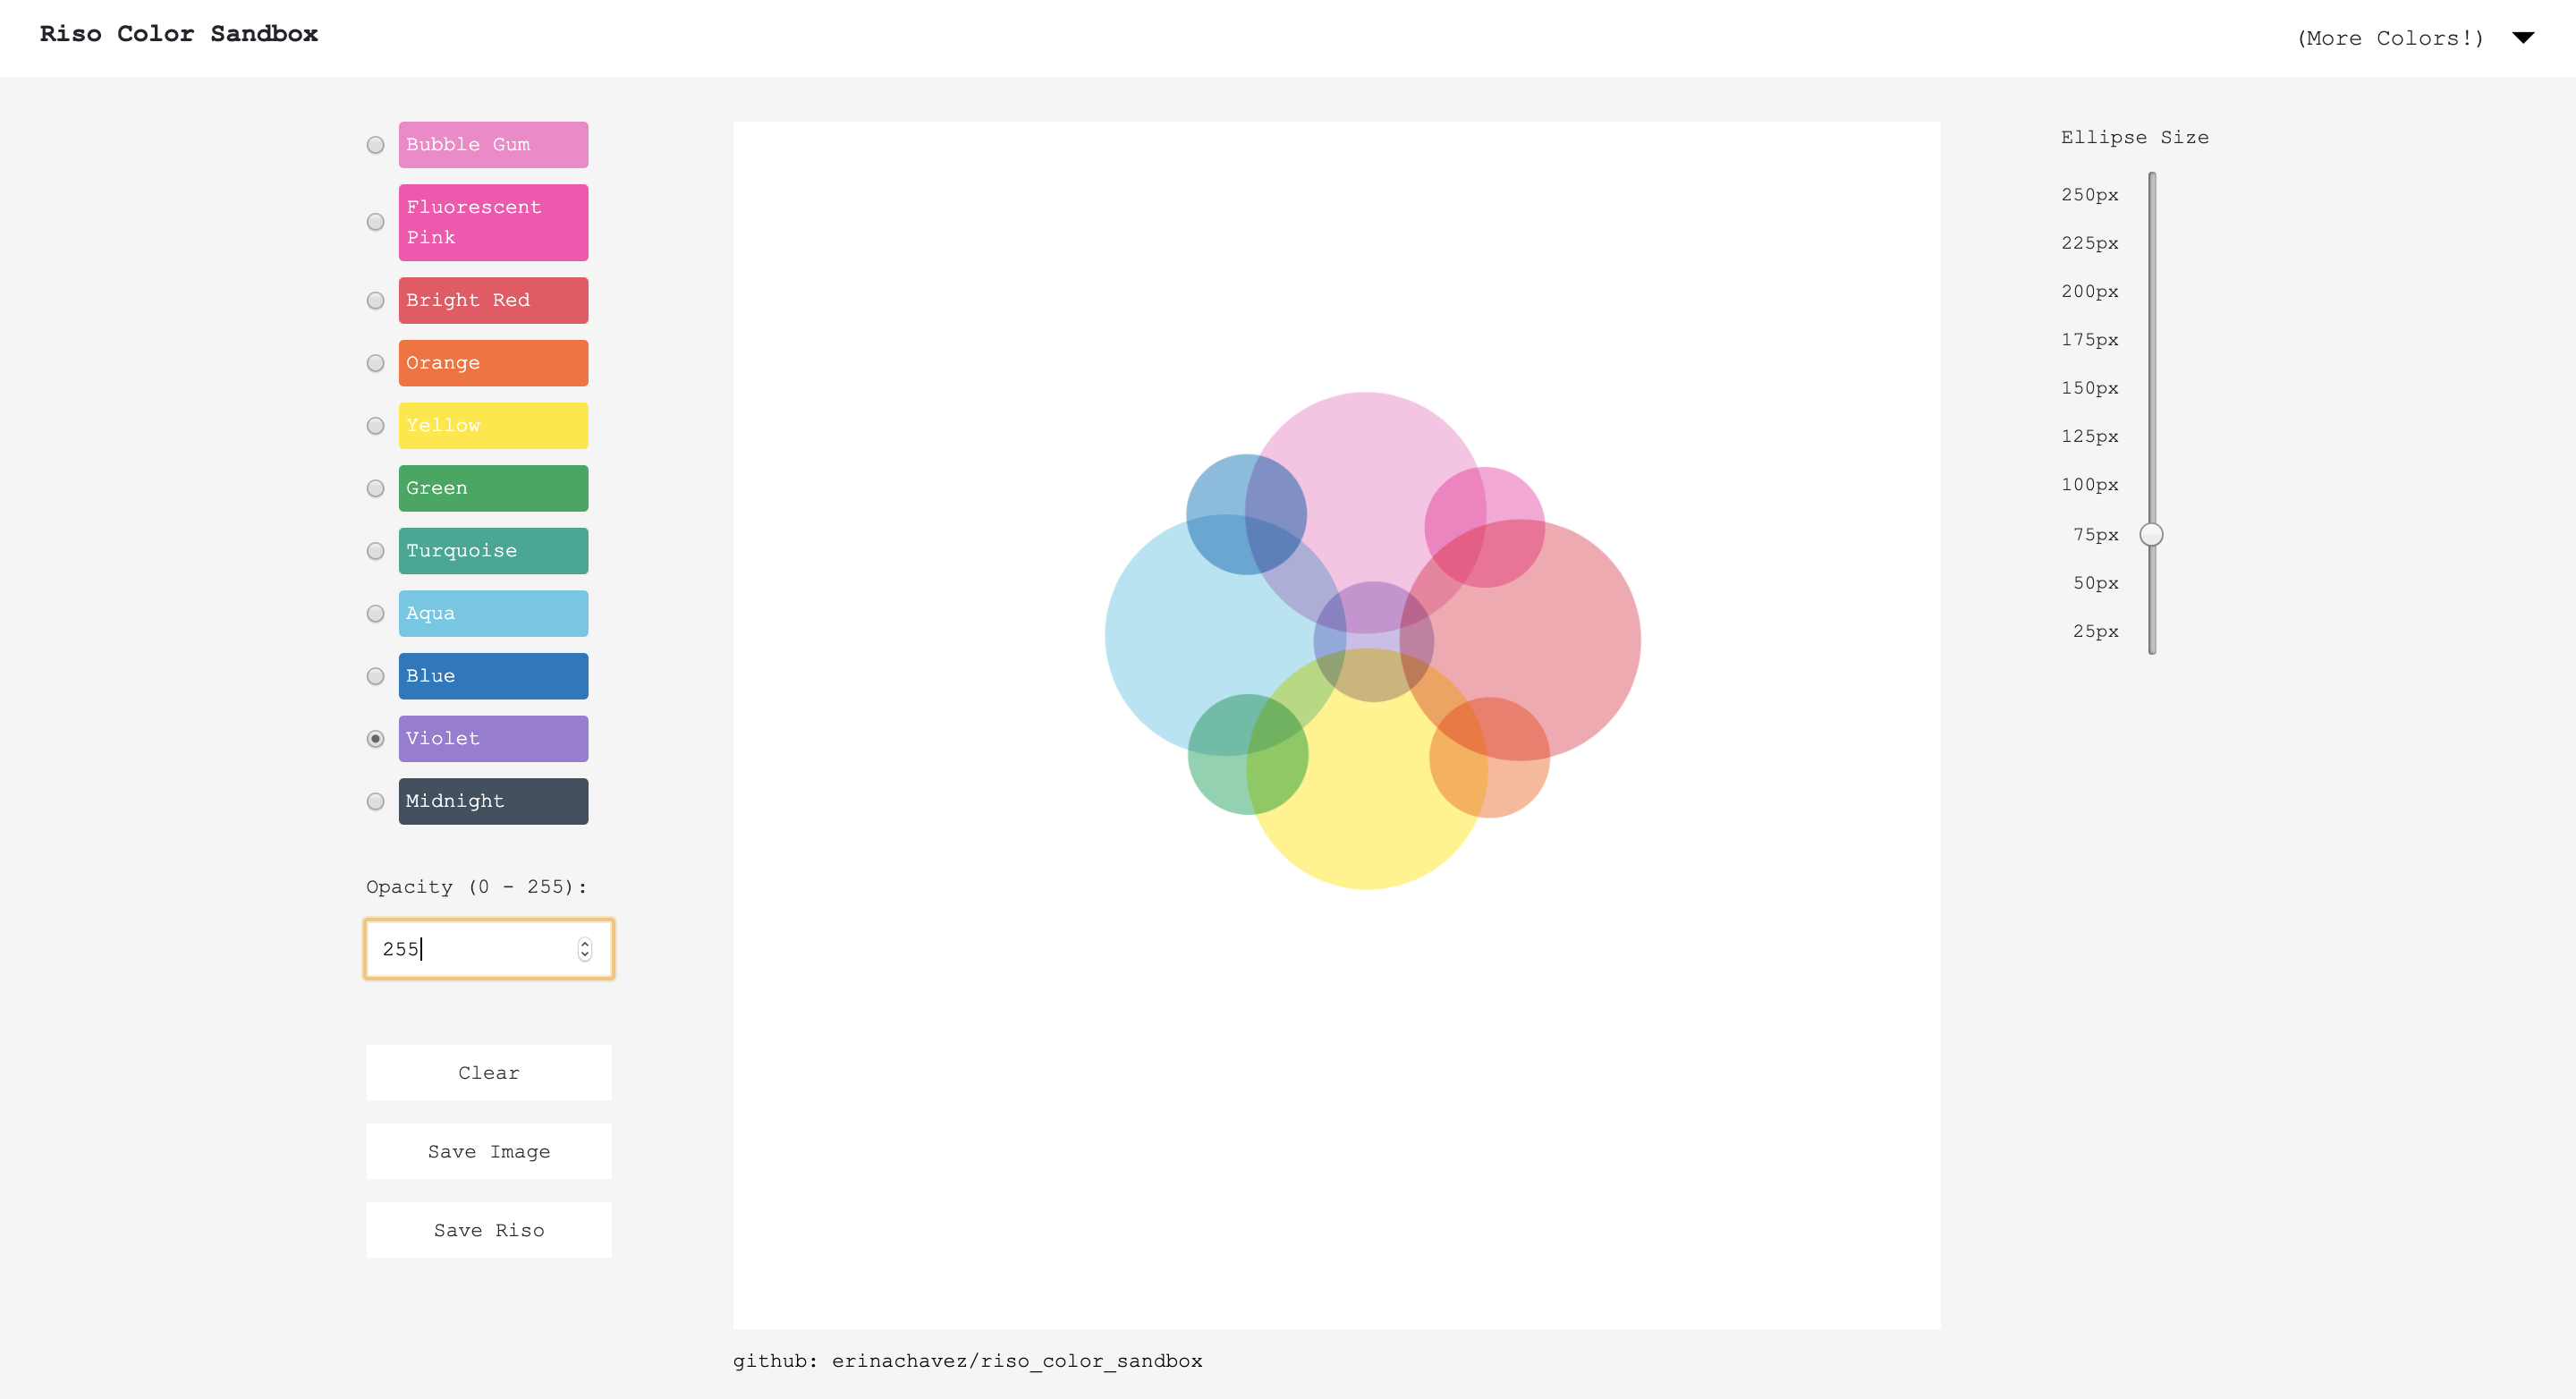 Riso Color Sandbox
(More Colors!)
Bubble Gum
Fluorescent
Pink
Bright Red
Orange
Yellow
Green
Turquoise
Aqua
Blue
Violet
Midnight
Opacity (0 - 255):
255
Clear
Save Image
Save Riso
Ellipse Size
250px
225px
200px
175px
150px
125px
100px
75px
50px
25px
github: erinachavez/riso_color_sandbox